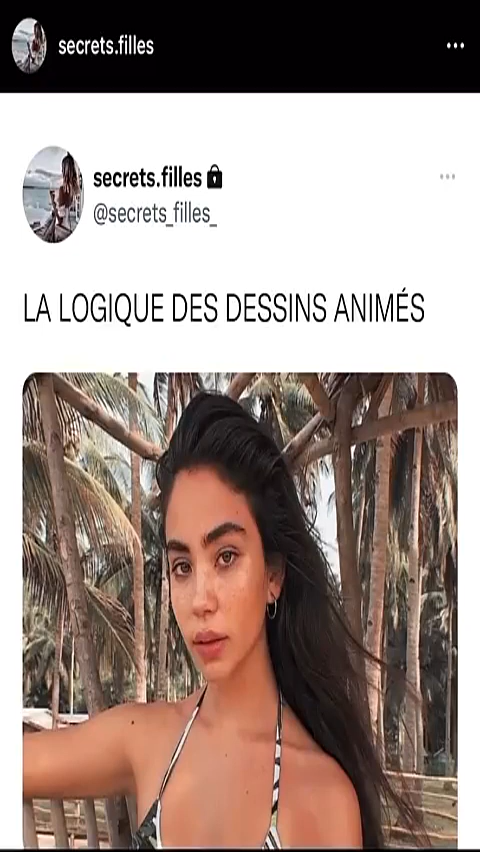 secrets.filles
secrets.filles
@secrets_filles_
LA LOGIQUE DES DESSINS ANIMÉS